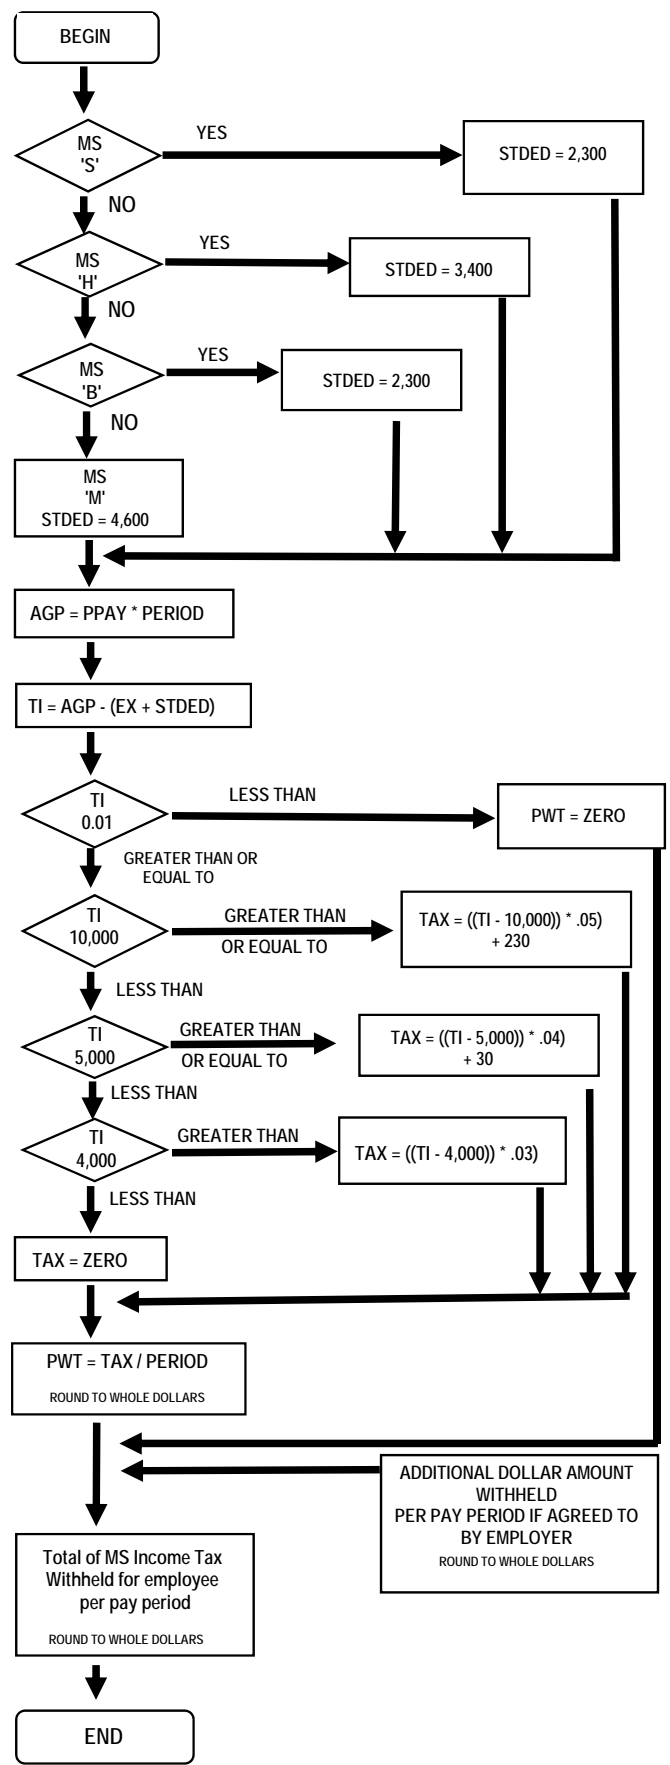 BEGIN
MS
'S'
YES
STDED = 2,300
NO
MS
'H'
YES
STDED = 3,400
NO
MS
'B'
YES
STDED = 2,300
NO
MS
'M'
STDED = 4,600
AGP = PPAY * PERIOD
TI = AGP - (EX + STDED)
TI
0.01
LESS THAN
PWT = ZERO
GREATER THAN OR
EQUAL TO
TI
10,000
GREATER THAN
OR EQUAL TO
TAX = ((TI - 10,000)) * .05)
+ 230
LESS THAN
TI
5,000
GREATER THAN
OR EQUAL TO
TAX = ((TI - 5,000)) * .04)
+ 30
LESS THAN
TI
4,000
GREATER THAN
TAX = ((TI - 4,000)) * .03)
LESS THAN
TAX = ZERO
PWT = TAX / PERIOD
ROUND TO WHOLE DOLLARS
ADDITIONAL DOLLAR AMOUNT
WITHHELD
PER PAY PERIOD IF AGREED TO
BY EMPLOYER
ROUND TO WHOLE DOLLARS
Total of MS Income Tax
Withheld for employee
per pay period
ROUND TO WHOLE DOLLARS
END